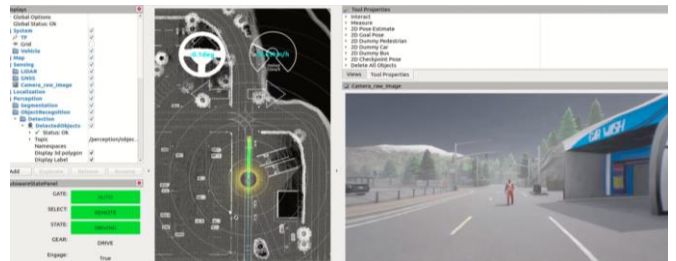 Displays
Global Options
Global Status: Ok
System
TF
Grid
Vehicle
Map
Sensing
LiDAR
GNSS
Camera_raw_image
Localization
Perception
Segmentation
ObjectRecognition
Detection
DetectedObjects
Status: Ok
Topic /perception/objec...
Namespaces
Display 3d polygon
Display Label
Add
AutowareStatePanel
GATE: AUTO
SELECT: REMOTE
STATE: DRIVING
GEAR: DRIVE
Engage: True
Tool Properties
Interact
Measure
2D Pose Estimate
2D Goal Pose
2D Dummy Pedestrian
2D Dummy Car
2D Dummy Bus
2D Checkpoint Pose
Delete All Objects
Views Tool Properties
Camera_raw_image
CAR WASH